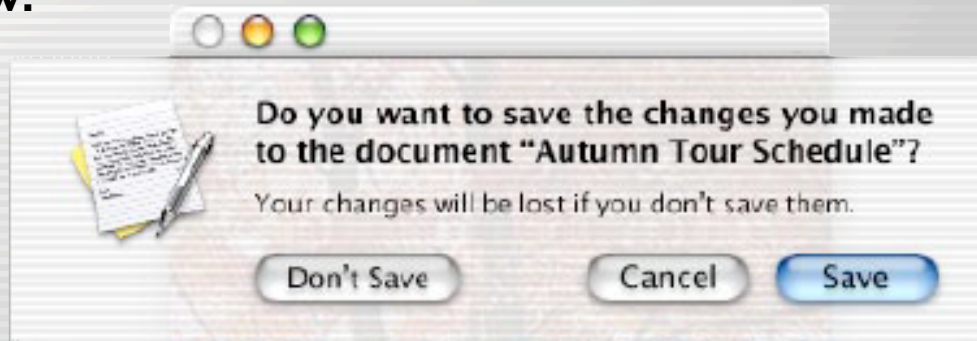 w.
Do you want to save the changes you made
to the document “Autumn Tour Schedule”?
Your changes will be lost if you don’t save them.
Don’t Save Cancel Save